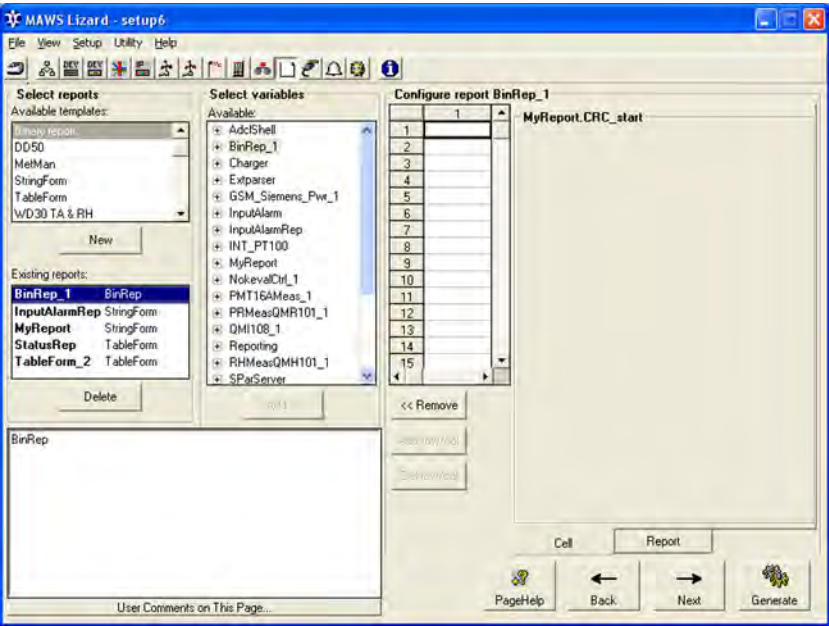 MAWS Lizard - setup6
File View Setup Utility Help
Select reports
Available templates:
Binary report
DD50
MetMan
StringForm
TableForm
WD30 TA & RH
New
Existing reports:
BinRep_1 BinRep
InputAlarmRep StringForm
MyReport StringForm
StatusRep TableForm
TableForm_2 TableForm
Delete
Select variables
Available:
AdclShell
BinRep_1
Charger
Extparser
GSM_Siemens_Pwr_1
InputAlarm
InputAlarmRep
INT_PT100
MyReport
NokevalCtrl_1
PMT16AMeas_1
PRMeasQMR101_1
QMI108_1
Reporting
RHMeasQMH101_1
SParServer
Configure report BinRep_1
1
1
2
3
4
5
6
7
8
9
10
11
12
13
14
15
<< Remove
MyReport.CRC_start
Cell
Report
BinRep
User Comments on This Page...
PageHelp
Back
Next
Generate